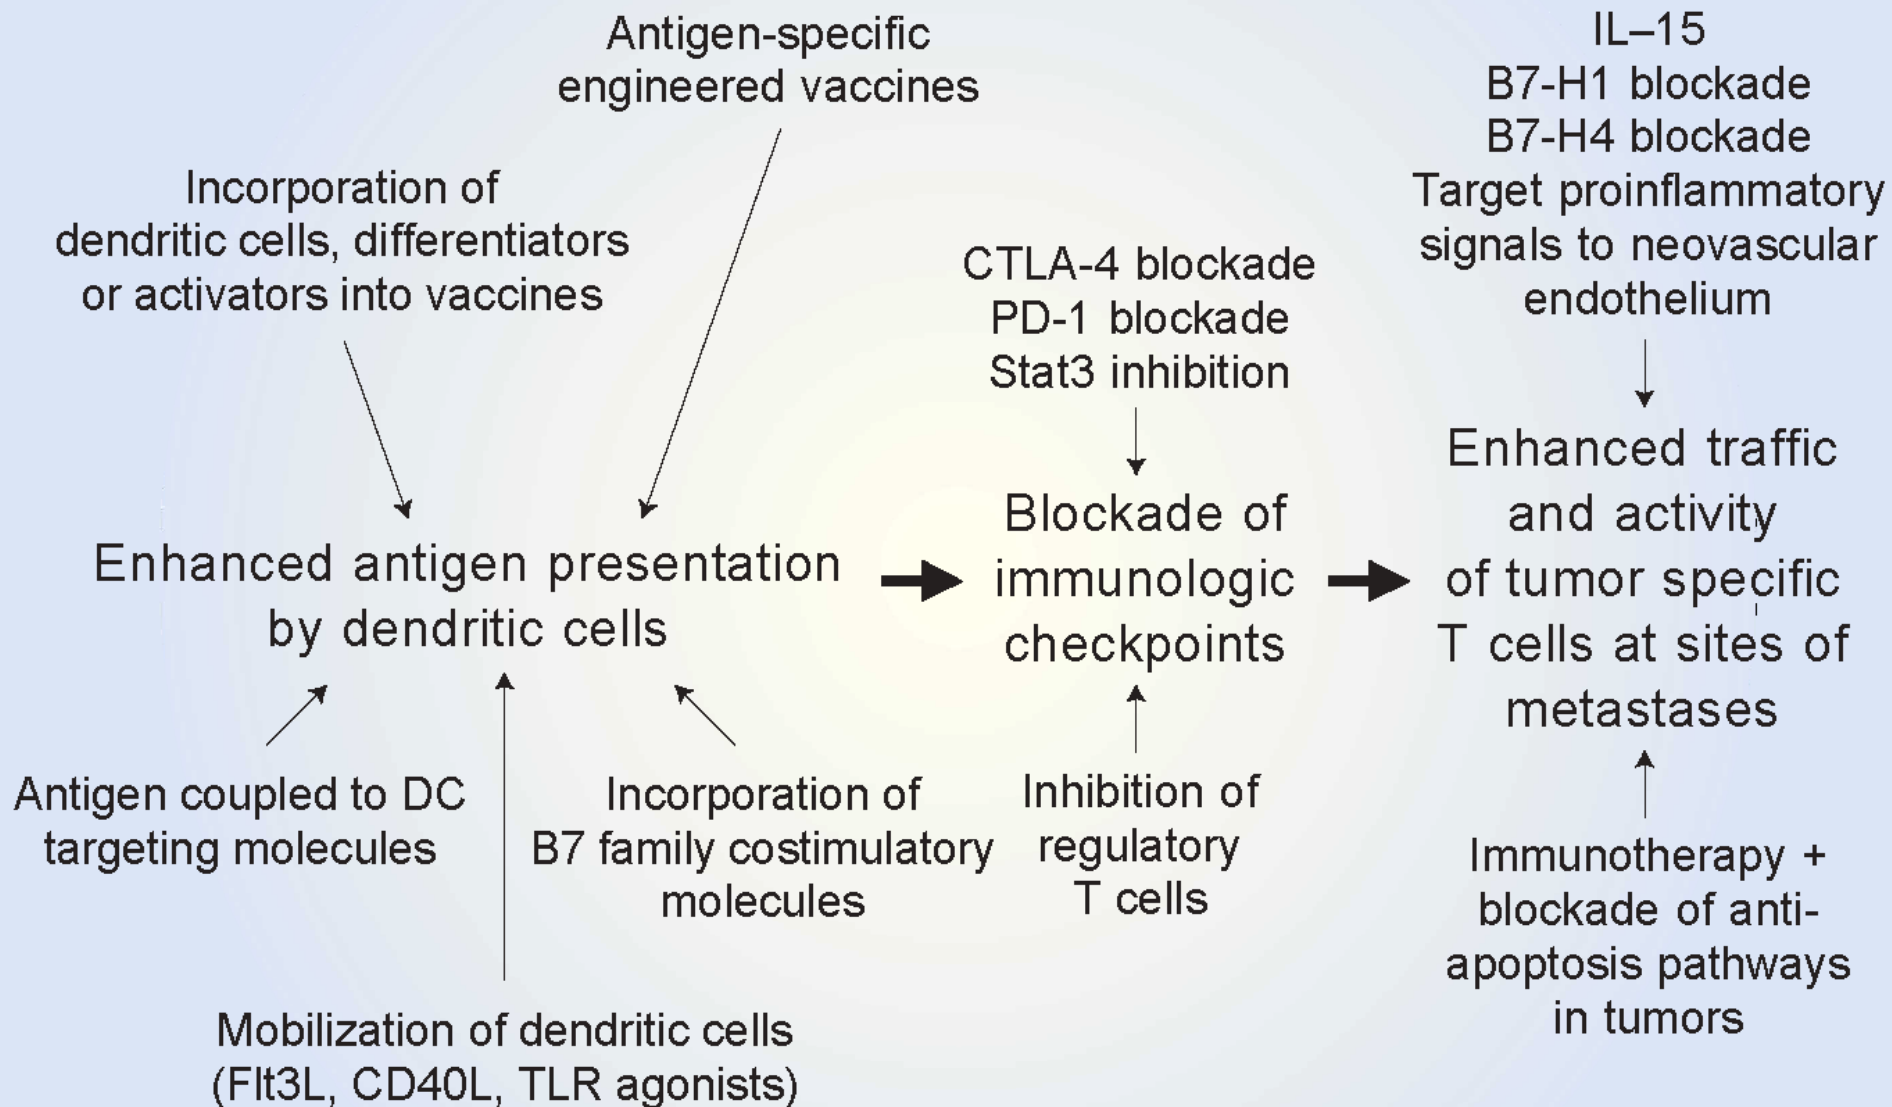 Antigen-specific
engineered vaccines
Incorporation of
dendritic cells, differentiators
or activators into vaccines
CTLA-4 blockade
PD-1 blockade
Stat3 inhibition
IL–15
B7-H1 blockade
B7-H4 blockade
Target proinflammatory
signals to neovascular
endothelium
Enhanced antigen presentation
by dendritic cells
Blockade of
immunologic
checkpoints
Enhanced traffic
and activity
of tumor specific
T cells at sites of
metastases
Antigen coupled to DC
targeting molecules
Incorporation of
B7 family costimulatory
molecules
Inhibition of
regulatory
T cells
Immunotherapy +
blockade of anti-
apoptosis pathways
in tumors
Mobilization of dendritic cells
(Flt3L, CD40L, TLR agonists)